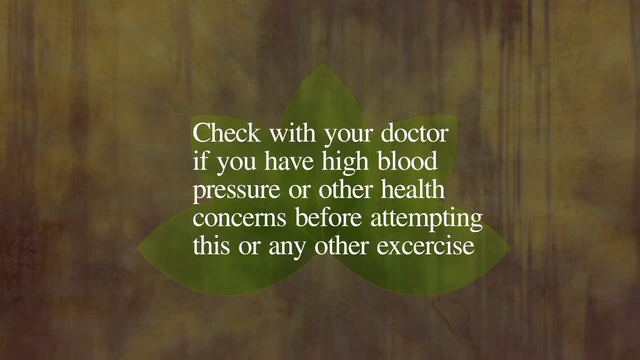 Check with your doctor
if you have high blood
pressure or other health
concerns before attempting
this or any other excercise